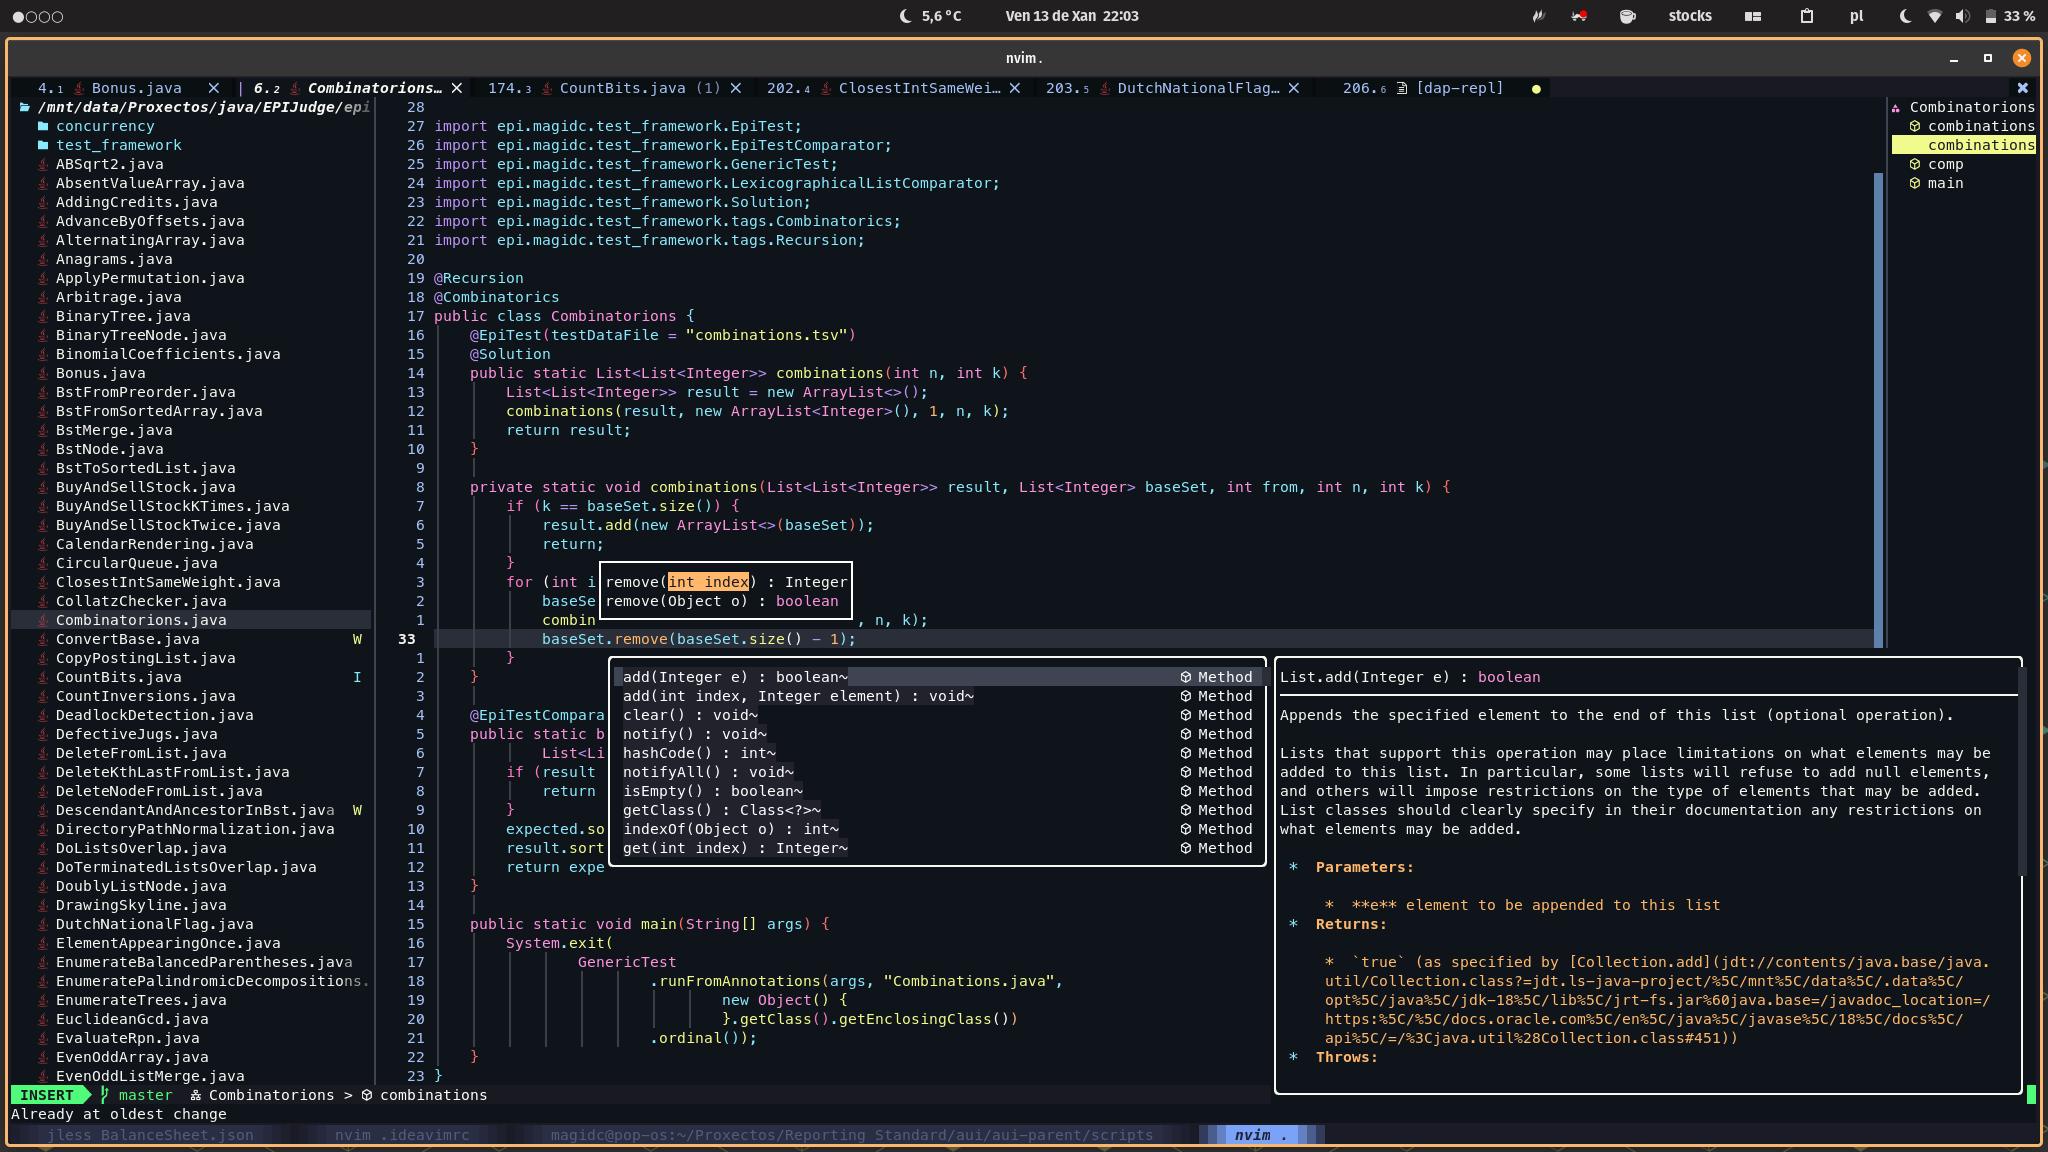 5,6 °C Ven 13 de Xan 22:03 stocks pl 33 %
nvim .
4.₁ Bonus.java 6.₂ Combinatorions… 174.₃ CountBits.java (1) 202.₄ ClosestIntSameWei… 203.₅ DutchNationalFlag… 206.₆ [dap-repl]
/mnt/data/Proxectos/java/EPIJudge/epi
concurrency
test_framework
ABSqrt2.java
AbsentValueArray.java
AddingCredits.java
AdvanceByOffsets.java
AlternatingArray.java
Anagrams.java
ApplyPermutation.java
Arbitrage.java
BinaryTree.java
BinaryTreeNode.java
BinomialCoefficients.java
Bonus.java
BstFromPreorder.java
BstFromSortedArray.java
BstMerge.java
BstNode.java
BstToSortedList.java
BuyAndSellStock.java
BuyAndSellStockKTimes.java
BuyAndSellStockTwice.java
CalendarRendering.java
CircularQueue.java
ClosestIntSameWeight.java
CollatzChecker.java
Combinatorions.java
ConvertBase.java W
CopyPostingList.java
CountBits.java I
CountInversions.java
DeadlockDetection.java
DefectiveJugs.java
DeleteFromList.java
DeleteKthLastFromList.java
DeleteNodeFromList.java
DescendantAndAncestorInBst.java W
DirectoryPathNormalization.java
DoListsOverlap.java
DoTerminatedListsOverlap.java
DoublyListNode.java
DrawingSkyline.java
DutchNationalFlag.java
ElementAppearingOnce.java
EnumerateBalancedParentheses.java
EnumeratePalindromicDecompositions.
EnumerateTrees.java
EuclideanGcd.java
EvaluateRpn.java
EvenOddArray.java
EvenOddListMerge.java
28
27 import epi.magidc.test_framework.EpiTest;
26 import epi.magidc.test_framework.EpiTestComparator;
25 import epi.magidc.test_framework.GenericTest;
24 import epi.magidc.test_framework.LexicographicalListComparator;
23 import epi.magidc.test_framework.Solution;
22 import epi.magidc.test_framework.tags.Combinatorics;
21 import epi.magidc.test_framework.tags.Recursion;
20
19 @Recursion
18 @Combinatorics
17 public class Combinatorions {
16 @EpiTest(testDataFile = "combinations.tsv")
15 @Solution
14 public static List<List<Integer>> combinations(int n, int k) {
13 List<List<Integer>> result = new ArrayList<>();
12 combinations(result, new ArrayList<Integer>(), 1, n, k);
11 return result;
10 }
9
8 private static void combinations(List<List<Integer>> result, List<Integer> baseSet, int from, int n, int k) {
7 if (k == baseSet.size()) {
6 result.add(new ArrayList<>(baseSet));
5 return;
4 }
3 for (int i
2 baseSe
1 combin , n, k);
33 baseSet.remove(baseSet.size() - 1);
1 }
2 }
3
4 @EpiTestCompara
5 public static b
6 List<Li
7 if (result
8 return
9 }
10 expected.so
11 result.sort
12 return expe
13 }
14
15 public static void main(String[] args) {
16 System.exit(
17 GenericTest
18 .runFromAnnotations(args, "Combinations.java",
19 new Object() {
20 }.getClass().getEnclosingClass())
21 .ordinal());
22 }
23 }
remove(int index) : Integer
remove(Object o) : boolean
add(Integer e) : boolean~ Method
add(int index, Integer element) : void~ Method
clear() : void~ Method
notify() : void~ Method
hashCode() : int~ Method
notifyAll() : void~ Method
isEmpty() : boolean~ Method
getClass() : Class<?>~ Method
indexOf(Object o) : int~ Method
get(int index) : Integer~ Method
List.add(Integer e) : boolean
Appends the specified element to the end of this list (optional operation).
Lists that support this operation may place limitations on what elements may be
added to this list. In particular, some lists will refuse to add null elements,
and others will impose restrictions on the type of elements that may be added.
List classes should clearly specify in their documentation any restrictions on
what elements may be added.
* Parameters:
* **e** element to be appended to this list
* Returns:
* `true` (as specified by [Collection.add](jdt://contents/java.base/java.
util/Collection.class?=jdt.ls-java-project/%5C/mnt%5C/data%5C/.data%5C/
opt%5C/java%5C/jdk-18%5C/lib%5C/jrt-fs.jar%60java.base=/javadoc_location=/
https:%5C/%5C/docs.oracle.com%5C/en%5C/java%5C/javase%5C/18%5C/docs%5C/
api%5C/=/%3Cjava.util%28Collection.class#451))
* Throws:
Combinatorions
combinations
combinations
comp
main
INSERT master Combinatorions > combinations
Already at oldest change
jless BalanceSheet.json nvim .ideavimrc magidc@pop-os:~/Proxectos/Reporting Standard/aui/aui-parent/scripts nvim .